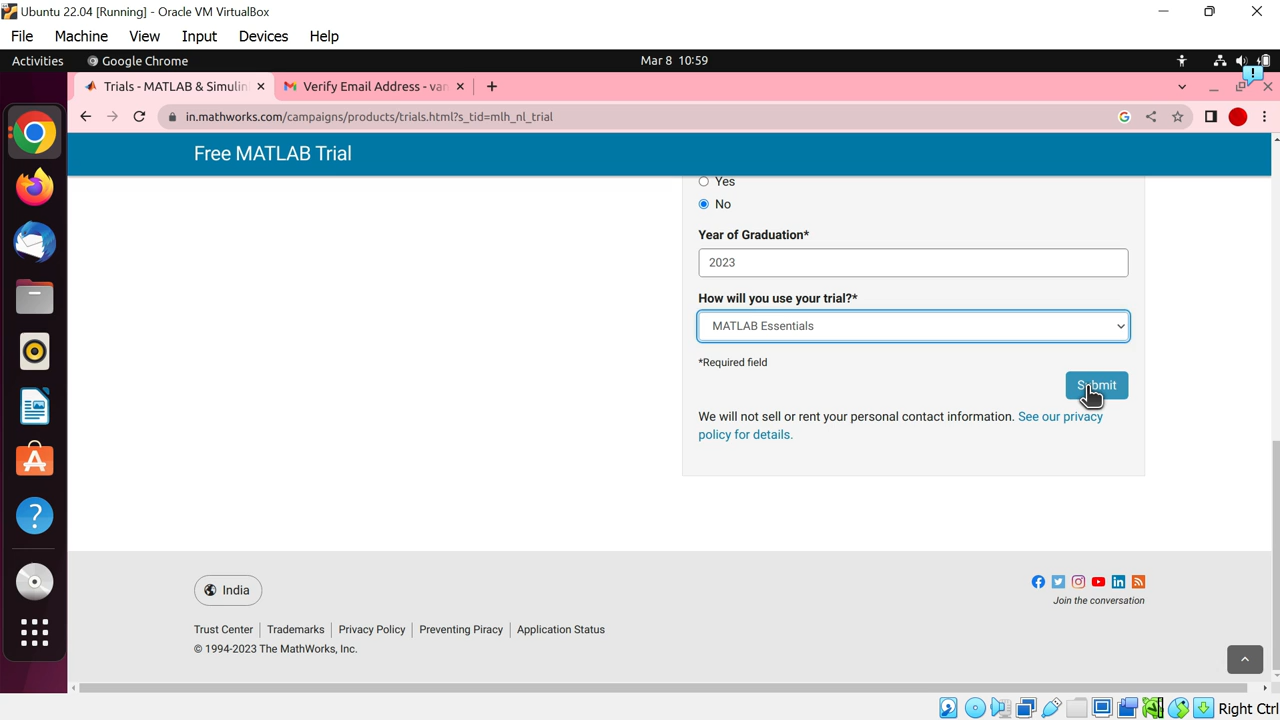 Ubuntu 22.04 [Running] - Oracle VM VirtualBox
File Machine View Input Devices Help
Activities Google Chrome Mar 8 10:59
Trials - MATLAB & Simulin Verify Email Address - van
in.mathworks.com/campaigns/products/trials.html?s_tid=mlh_nl_trial
Free MATLAB Trial
Yes
No
Year of Graduation*
2023
How will you use your trial?*
MATLAB Essentials
*Required field
Submit
We will not sell or rent your personal contact information. See our privacy
policy for details.
India
Join the conversation
Trust Center Trademarks Privacy Policy Preventing Piracy Application Status
© 1994-2023 The MathWorks, Inc.
Right Ctrl